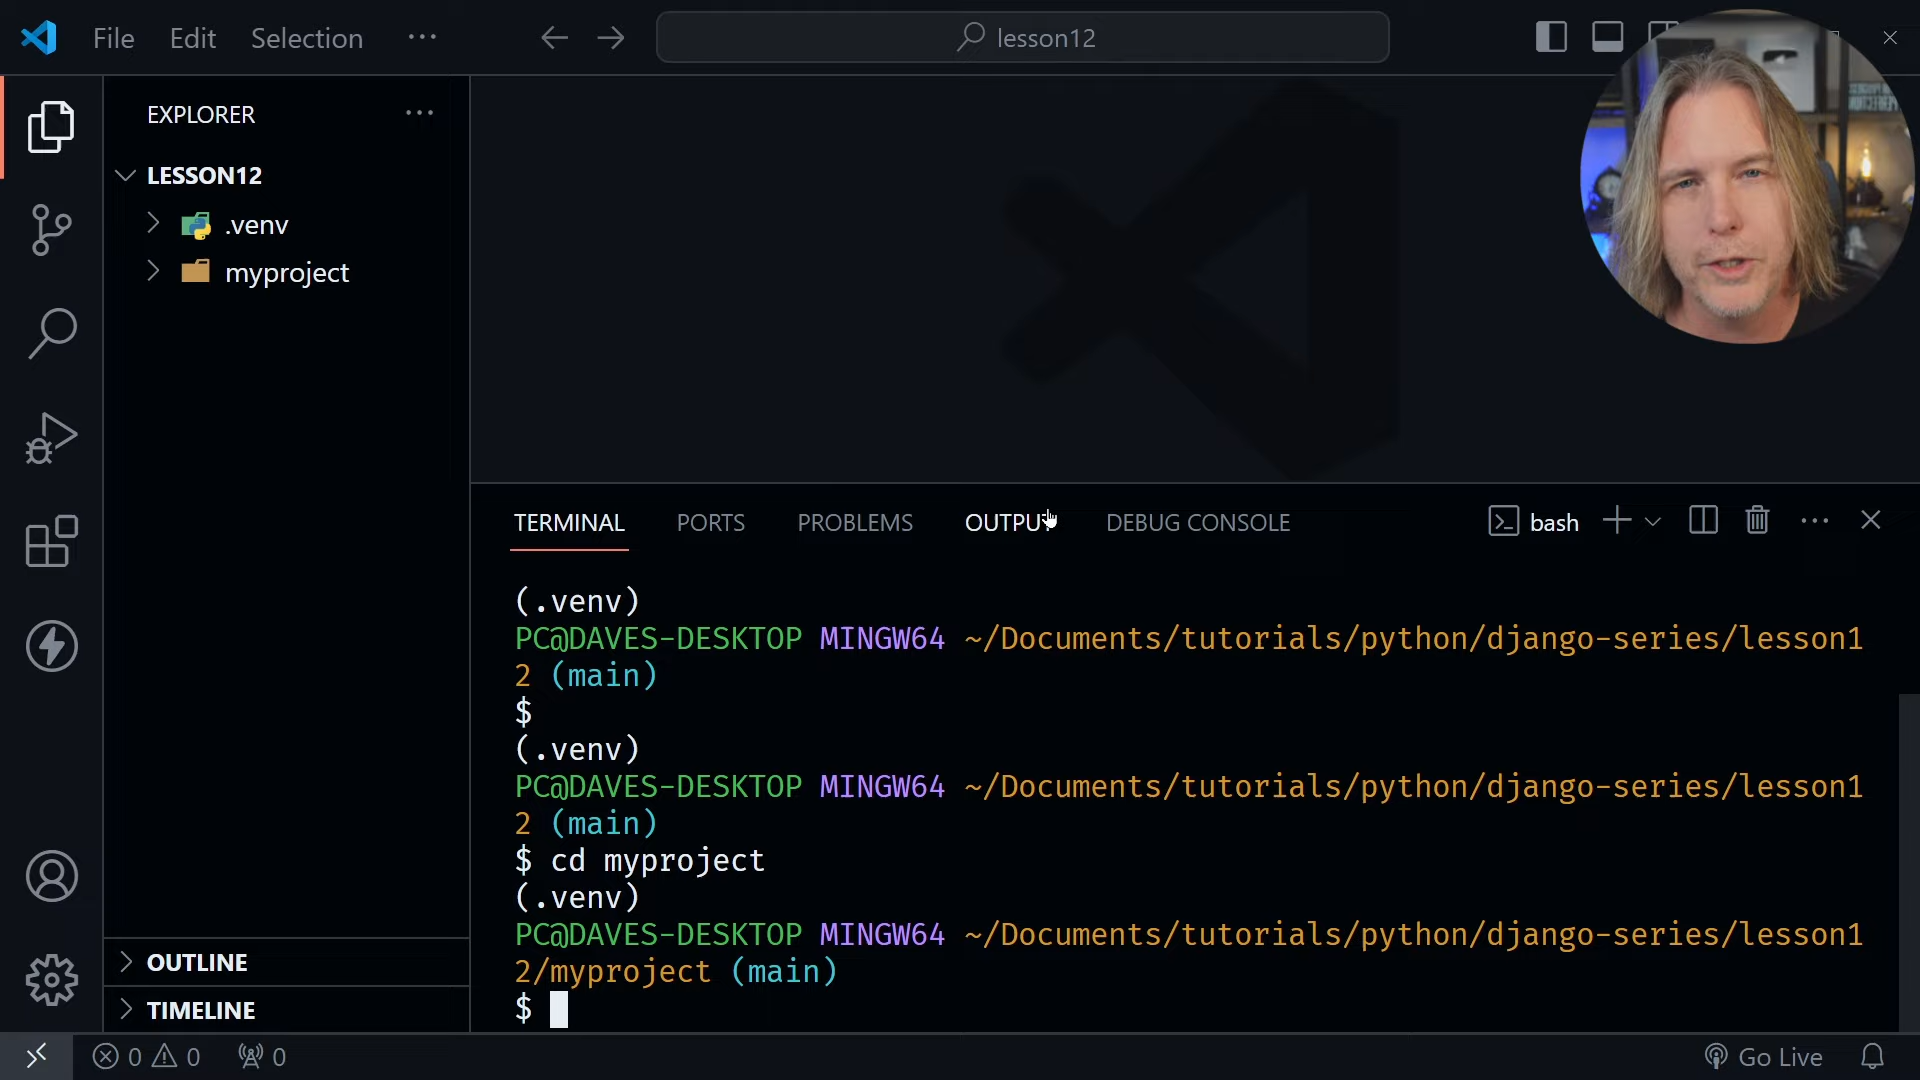 File Edit Selection ···
lesson12
EXPLORER ···
LESSON12
.venv
myproject
TERMINAL PORTS PROBLEMS OUTPUT DEBUG CONSOLE
bash
(.venv)
PC@DAVES-DESKTOP MINGW64 ~/Documents/tutorials/python/django-series/lesson1
2 (main)
$
(.venv)
PC@DAVES-DESKTOP MINGW64 ~/Documents/tutorials/python/django-series/lesson1
2 (main)
$ cd myproject
(.venv)
PC@DAVES-DESKTOP MINGW64 ~/Documents/tutorials/python/django-series/lesson1
2/myproject (main)
$
OUTLINE
TIMELINE
0 0 0
Go Live